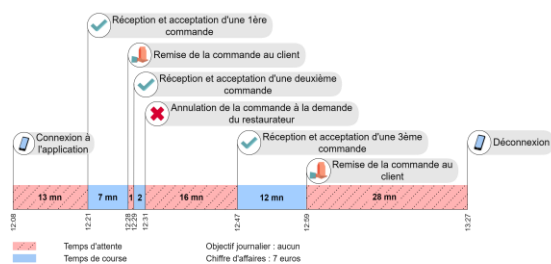 Réception et acceptation d'une 1ère
commande
Remise de la commande au client
Réception et acceptation d'une deuxième
commande
Annulation de la commande à la demande
du restaurateur
Connexion à
l'application
Réception et acceptation d'une 3ème
commande
Déconnexion
Remise de la commande au
client
13 mn
7 mn
1
2
16 mn
12 mn
28 mn
12:08
12:21
12:28
12:29
12:31
12:47
12:59
13:27
Temps d'attente
Objectif journalier : aucun
Temps de course
Chiffre d'affaires : 7 euros